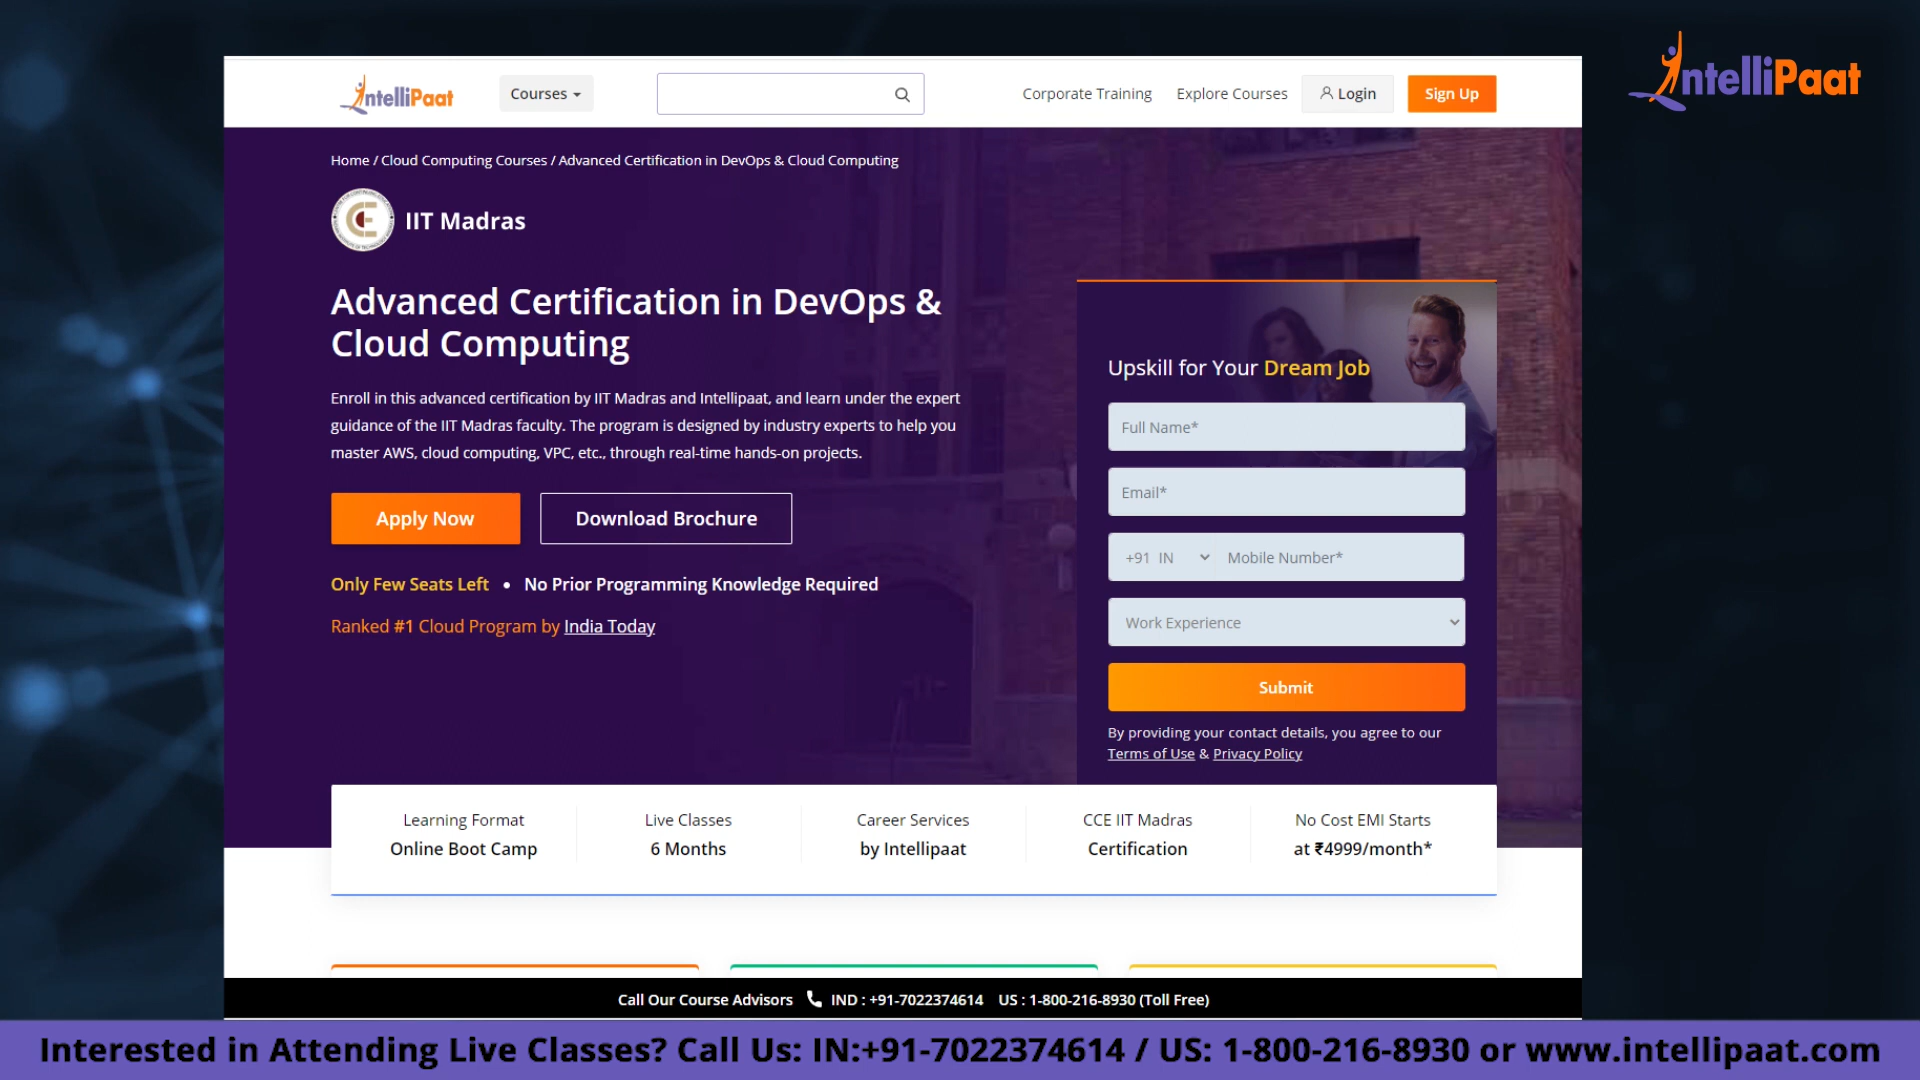 IntelliPaat
IntelliPaat
Courses
Corporate Training
Explore Courses
Login
Sign Up
Home / Cloud Computing Courses / Advanced Certification in DevOps & Cloud Computing
IIT Madras
Advanced Certification in DevOps &
Cloud Computing
Enroll in this advanced certification by IIT Madras and Intellipaat, and learn under the expert
guidance of the IIT Madras faculty. The program is designed by industry experts to help you
master AWS, cloud computing, VPC, etc., through real-time hands-on projects.
Apply Now
Download Brochure
Only Few Seats Left • No Prior Programming Knowledge Required
Ranked #1 Cloud Program by India Today
Upskill for Your Dream Job
Full Name*
Email*
+91 IN
Mobile Number*
Work Experience
Submit
By providing your contact details, you agree to our
Terms of Use & Privacy Policy
Learning Format
Online Boot Camp
Live Classes
6 Months
Career Services
by Intellipaat
CCE IIT Madras
Certification
No Cost EMI Starts
at ₹4999/month*
Call Our Course Advisors IND : +91-7022374614 US : 1-800-216-8930 (Toll Free)
Interested in Attending Live Classes? Call Us: IN:+91-7022374614 / US: 1-800-216-8930 or www.intellipaat.com